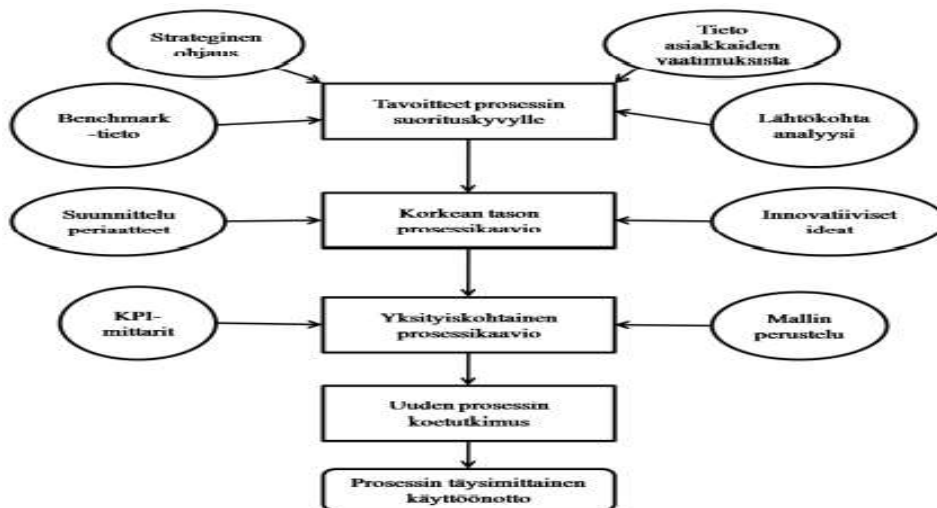 Strateginen
ohjaus
Tieto
asiakkaiden
vaatimuksista
Tavoitteet prosessin
suorituskyvylle
Benchmark
-tieto
Lähtökohta
analyysi
Suunnittelu
periaatteet
Korkean tason
prosessikaavio
Innovatiiviset
ideat
KPI-
mittarit
Yksityiskohtainen
prosessikaavio
Mallin
perustelu
Uuden prosessin
koetutkimus
Prosessin täysimittainen
käyttöönotto